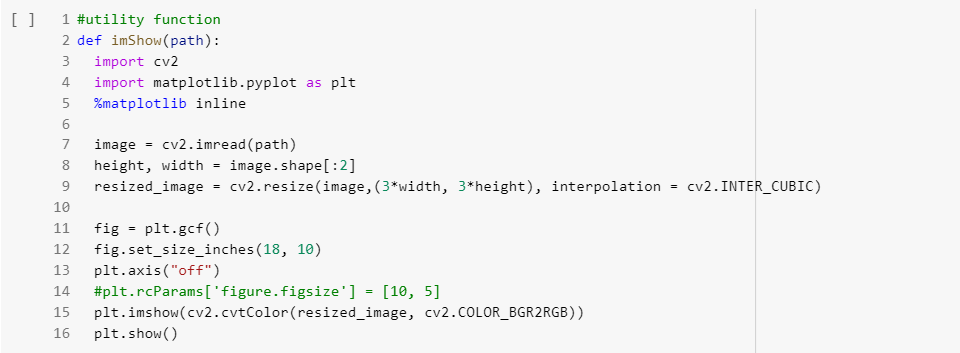 [ ] 1 #utility function
2 def imShow(path):
3   import cv2
4   import matplotlib.pyplot as plt
5   %matplotlib inline
6
7   image = cv2.imread(path)
8   height, width = image.shape[:2]
9   resized_image = cv2.resize(image,(3*width, 3*height), interpolation = cv2.INTER_CUBIC)
10
11   fig = plt.gcf()
12   fig.set_size_inches(18, 10)
13   plt.axis("off")
14   #plt.rcParams['figure.figsize'] = [10, 5]
15   plt.imshow(cv2.cvtColor(resized_image, cv2.COLOR_BGR2RGB))
16   plt.show()